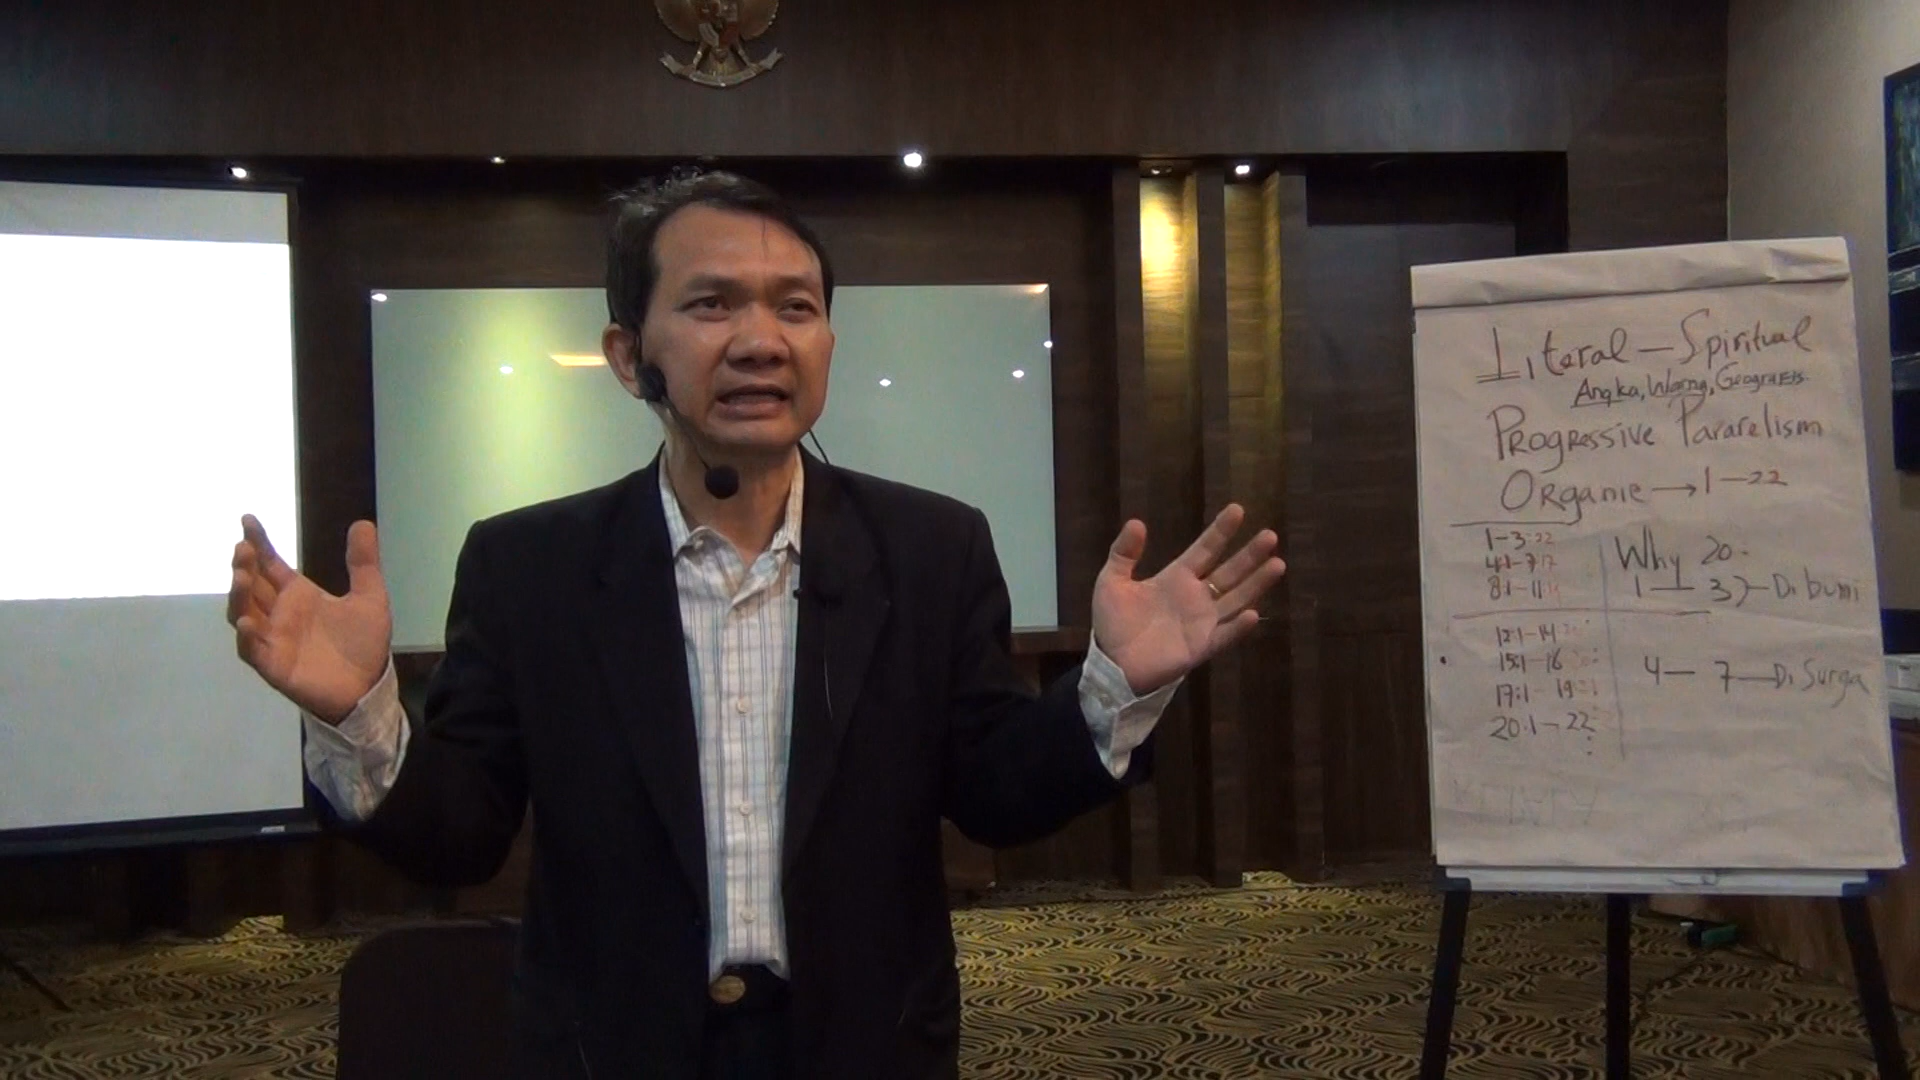 Literal — Spiritual
Angka, Warna, Geografis
Progressive Pararelism
Organic → 1 — 22
1 – 3:22
4:1 – 7:17
8:1 – 11:
Why 20:
1 — 3) — Di bumi
12:1 – 14:
15:1 – 16
17:1 – 19:21
20:1 – 22:
4 — 7 — Di Surga